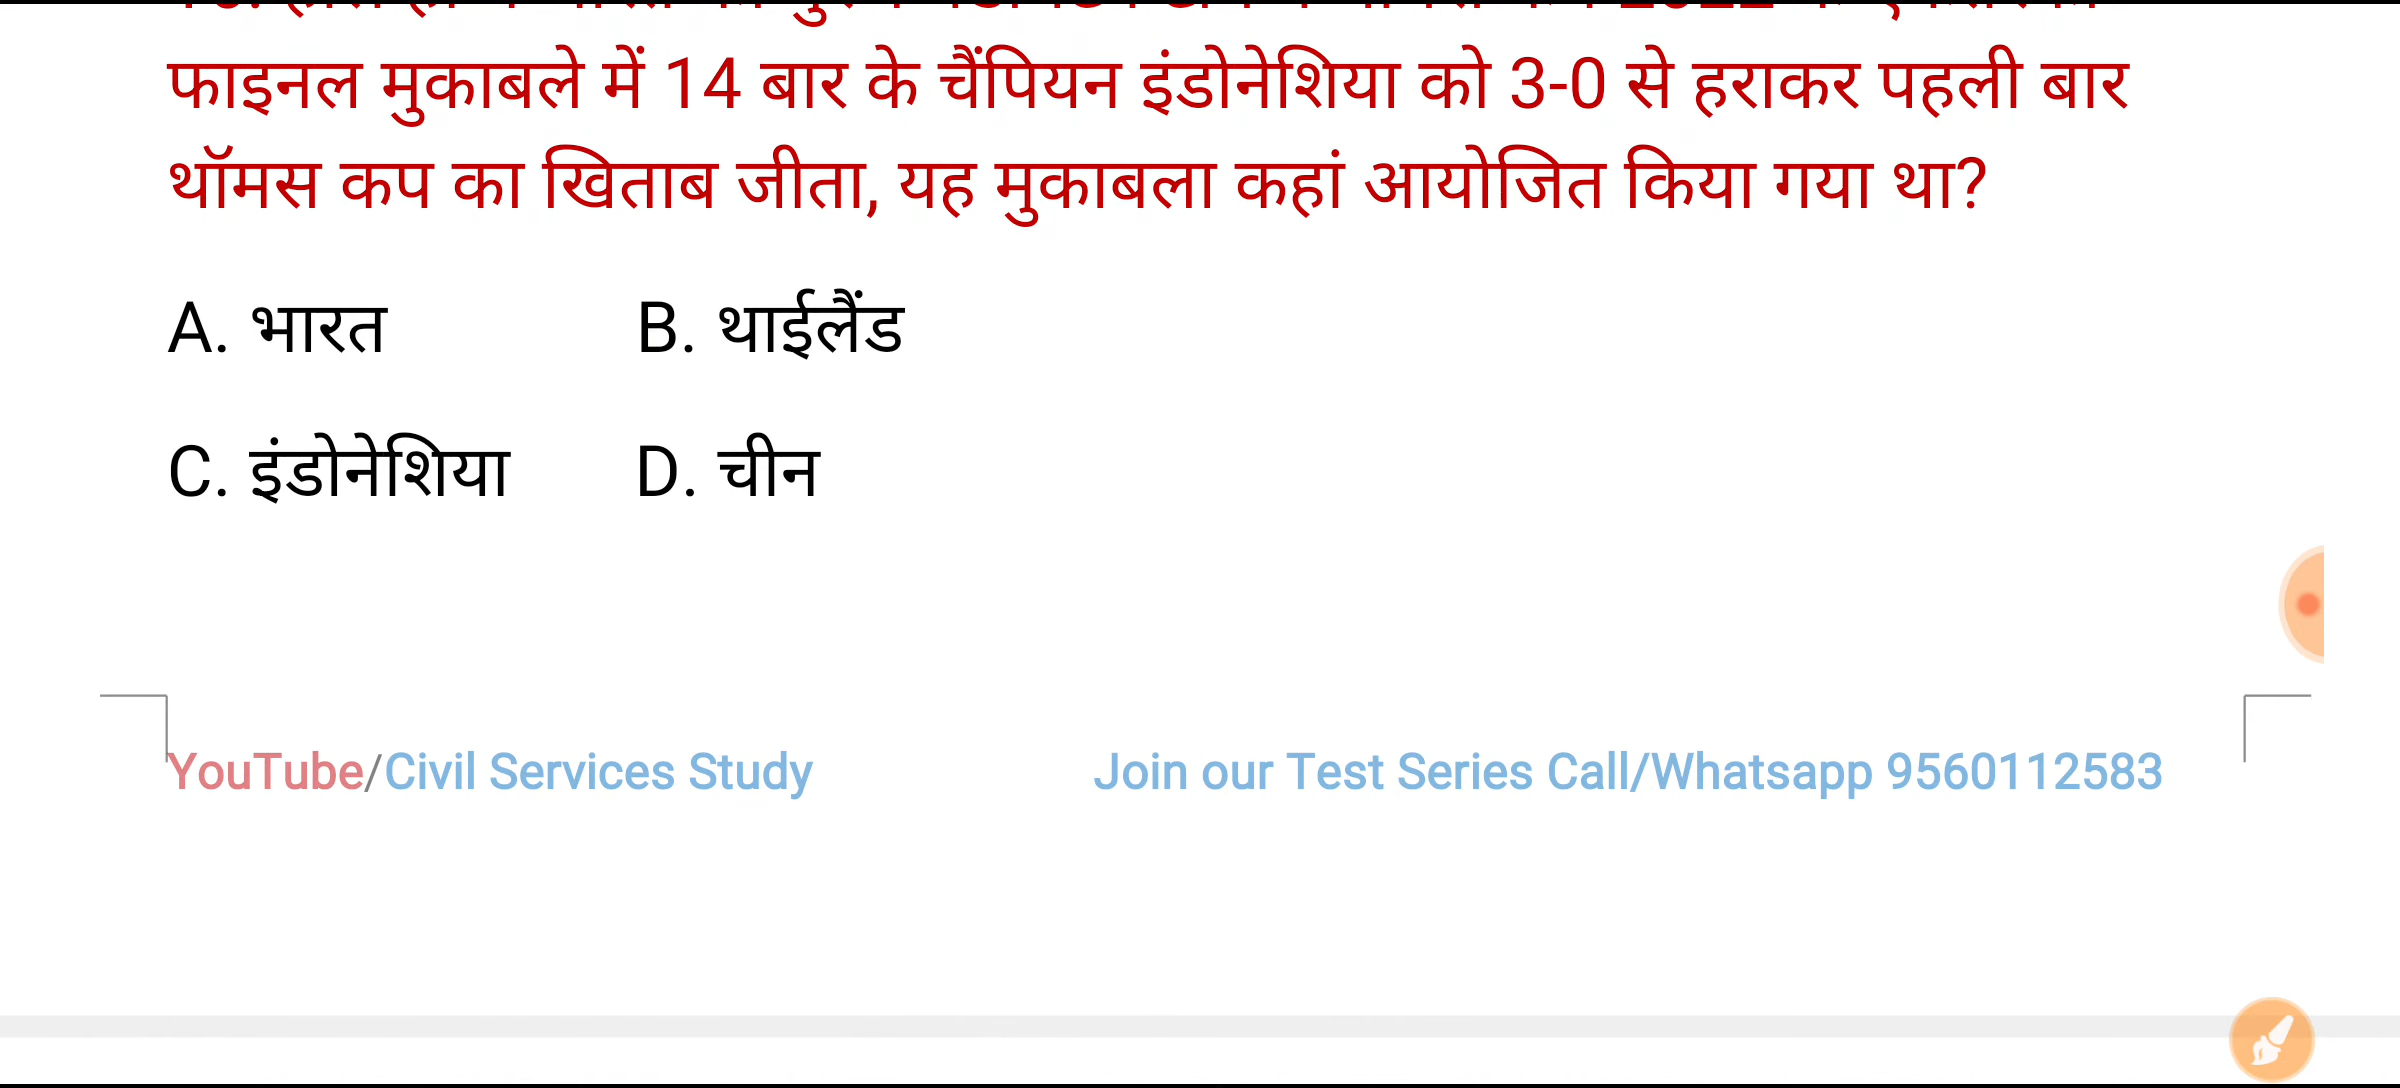 फाइनल मुकाबले में 14 बार के चैंपियन इंडोनेशिया को 3-0 से हराकर पहली बार
थॉमस कप का खिताब जीता, यह मुकाबला कहां आयोजित किया गया था?
A. भारत B. थाईलैंड
C. इंडोनेशिया D. चीन
YouTube/Civil Services Study Join our Test Series Call/Whatsapp 9560112583